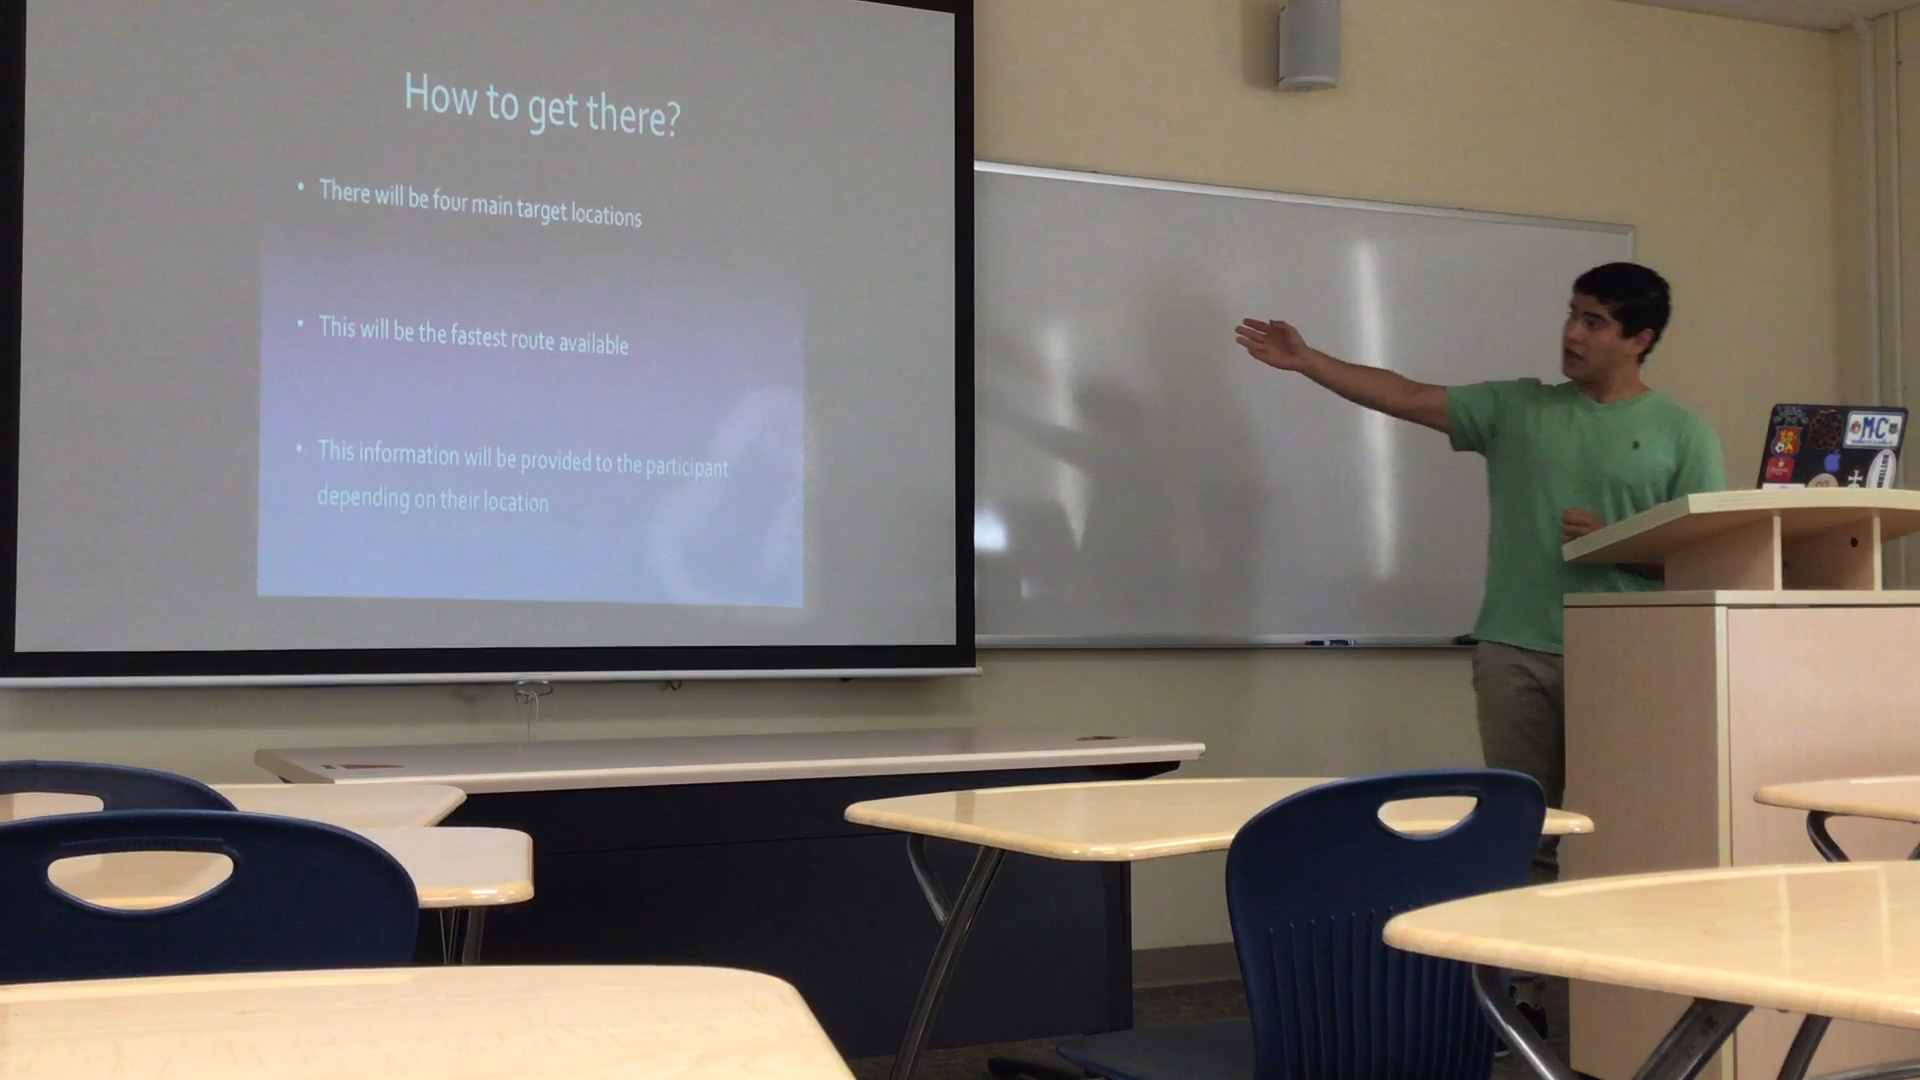 How to get there?
• There will be four main target locations
• This will be the fastest route available
• This information will be provided to the participant
depending on their location
MC